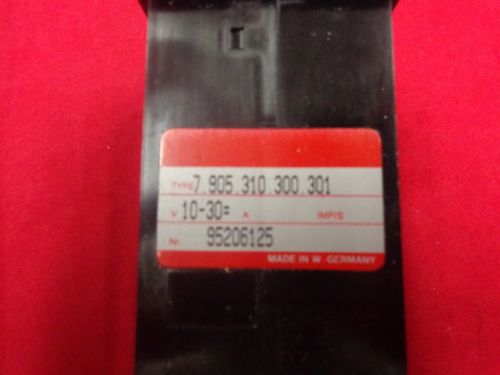 TYPE 7.905.310.300.301
V 10-30= A IMP/S
Nr. 95206125
MADE IN W. GERMANY